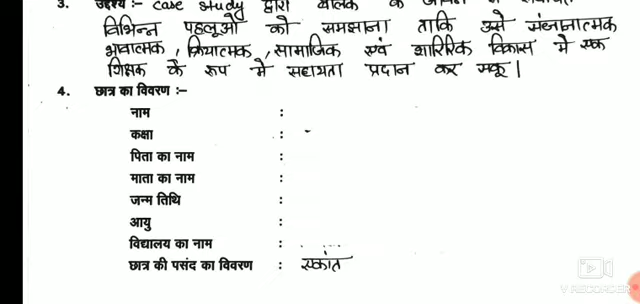 3. उद्देश्य :- case study द्वारा बालक के
विभिन्न पहलूओ को समझाना ताकि उसे संज्ञानात्मक
भावात्मक, क्रियात्मक, सामाजिक एवं शारिरिक विकास मे एक
शिक्षक के रूप मे सहायता प्रदान कर सकू।
4. छात्र का विवरण :-
नाम :
कक्षा :
पिता का नाम :
माता का नाम :
जन्म तिथि :
आयु :
विद्यालय का नाम :
छात्र की पसंद का विवरण : एकांत
V RECORDER